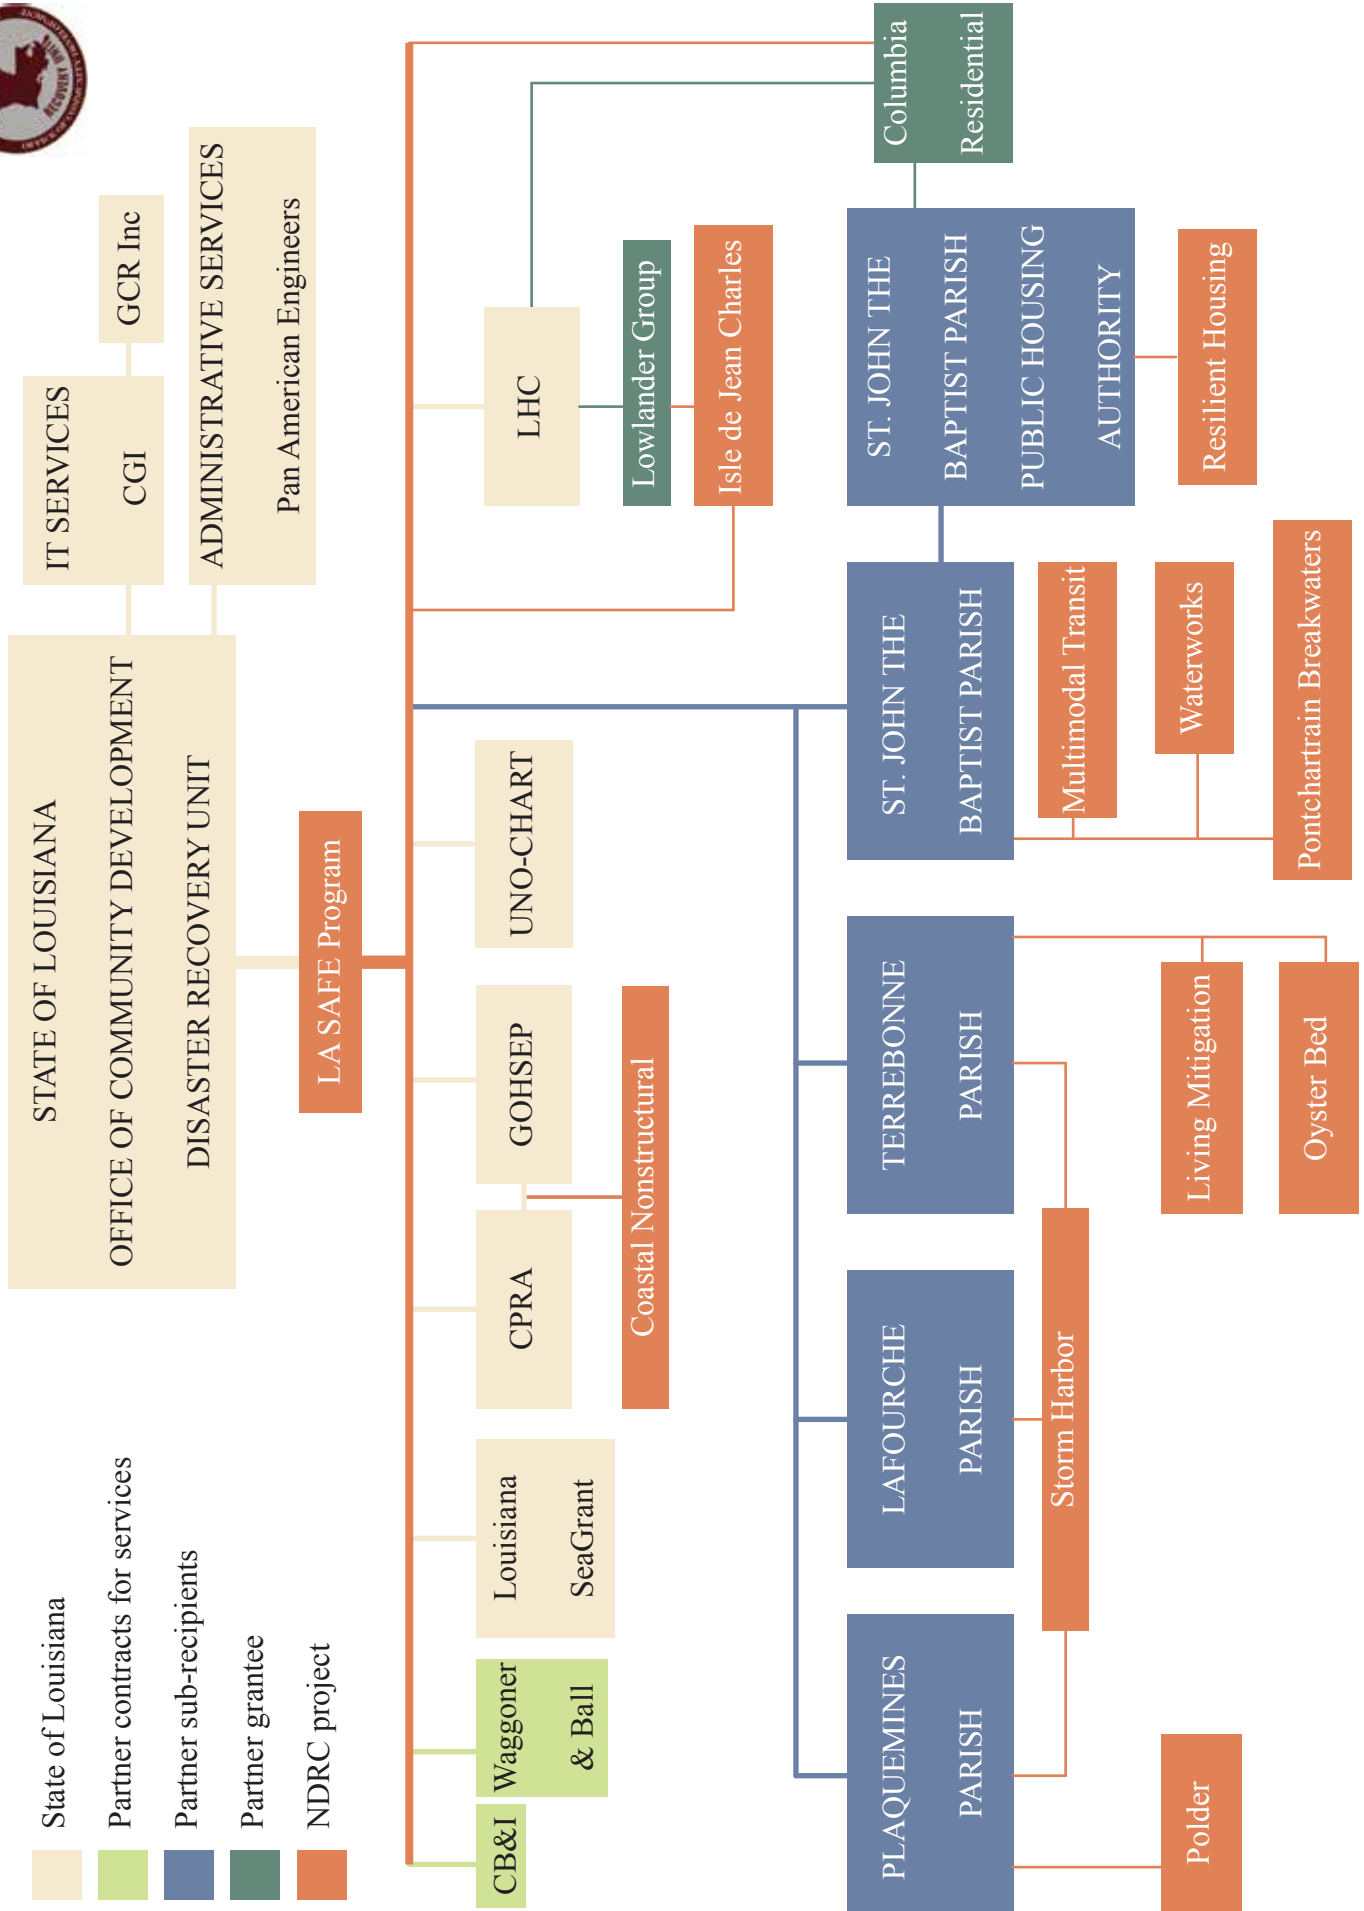 State of Louisiana
Partner contracts for services
Partner sub-recipients
Partner grantee
NDRC project
STATE OF LOUISIANA
OFFICE OF COMMUNITY DEVELOPMENT
DISASTER RECOVERY UNIT
IT SERVICES
CGI
GCR Inc
ADMINISTRATIVE SERVICES
Pan American Engineers
LA SAFE Program
CB&I
Waggoner
& Ball
Louisiana
SeaGrant
CPRA
GOHSEP
Coastal Nonstructural
UNO-CHART
LHC
Lowlander Group
Isle de Jean Charles
Columbia
Residential
PLAQUEMINES
PARISH
LAFOURCHE
PARISH
TERREBONNE
PARISH
ST. JOHN THE
BAPTIST PARISH
ST. JOHN THE
BAPTIST PARISH
PUBLIC HOUSING
AUTHORITY
Polder
Storm Harbor
Living Mitigation
Oyster Bed
Multimodal Transit
Waterworks
Pontchartrain Breakwaters
Resilient Housing